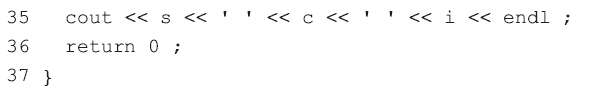 35   cout << s << ' ' << c << ' ' << i << endl ;
36   return 0 ;
37 }